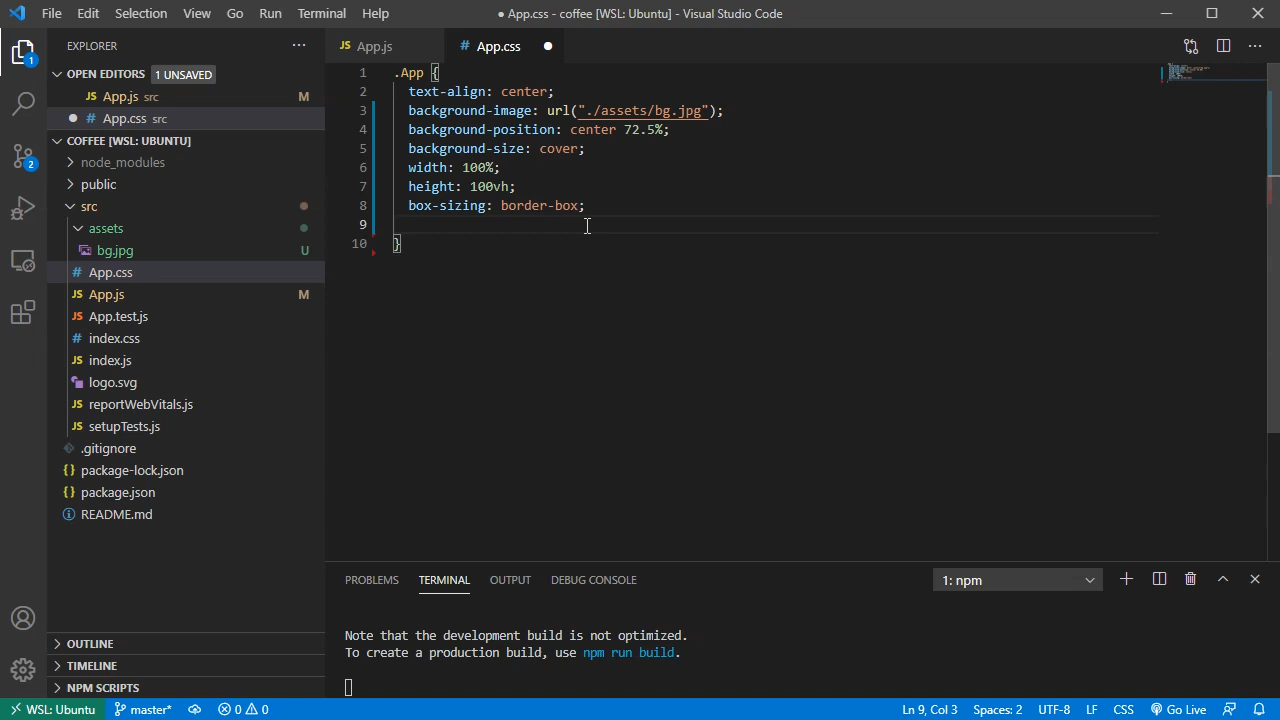 File Edit Selection View Go Run Terminal Help ● App.css - coffee [WSL: Ubuntu] - Visual Studio Code
EXPLORER
OPEN EDITORS 1 UNSAVED
JS App.js src M
App.css src
COFFEE [WSL: UBUNTU]
node_modules
public
src
assets
bg.jpg U
# App.css
JS App.js M
JS App.test.js
# index.css
JS index.js
logo.svg
JS reportWebVitals.js
JS setupTests.js
.gitignore
{} package-lock.json
{} package.json
README.md
OUTLINE
TIMELINE
NPM SCRIPTS
1
2
JS App.js # App.css
1 .App {
2 text-align: center;
3 background-image: url("./assets/bg.jpg");
4 background-position: center 72.5%;
5 background-size: cover;
6 width: 100%;
7 height: 100vh;
8 box-sizing: border-box;
9
10 }
PROBLEMS TERMINAL OUTPUT DEBUG CONSOLE 1: npm
Note that the development build is not optimized.
To create a production build, use npm run build.
WSL: Ubuntu master* 0 0 Ln 9, Col 3 Spaces: 2 UTF-8 LF CSS Go Live